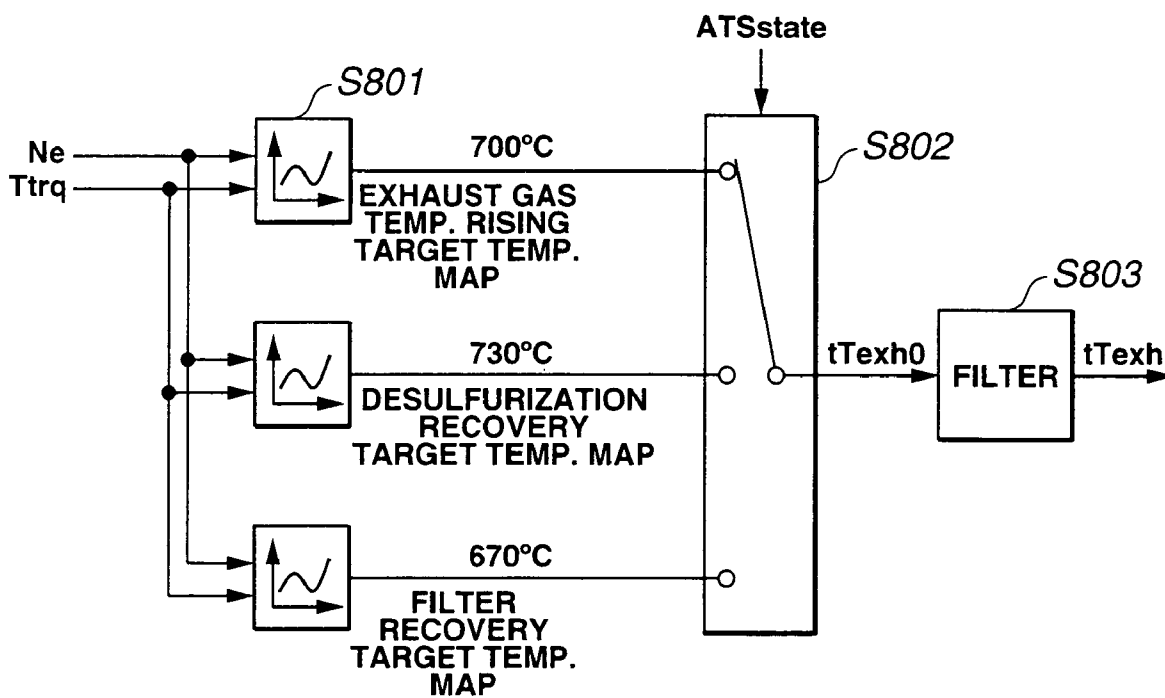 ATSstate
S801
Ne
Ttrq
700°C
EXHAUST GAS
TEMP. RISING
TARGET TEMP.
MAP
S802
730°C
DESULFURIZATION
RECOVERY
TARGET TEMP. MAP
tTexh0
S803
FILTER
tTexh
670°C
FILTER
RECOVERY
TARGET TEMP.
MAP